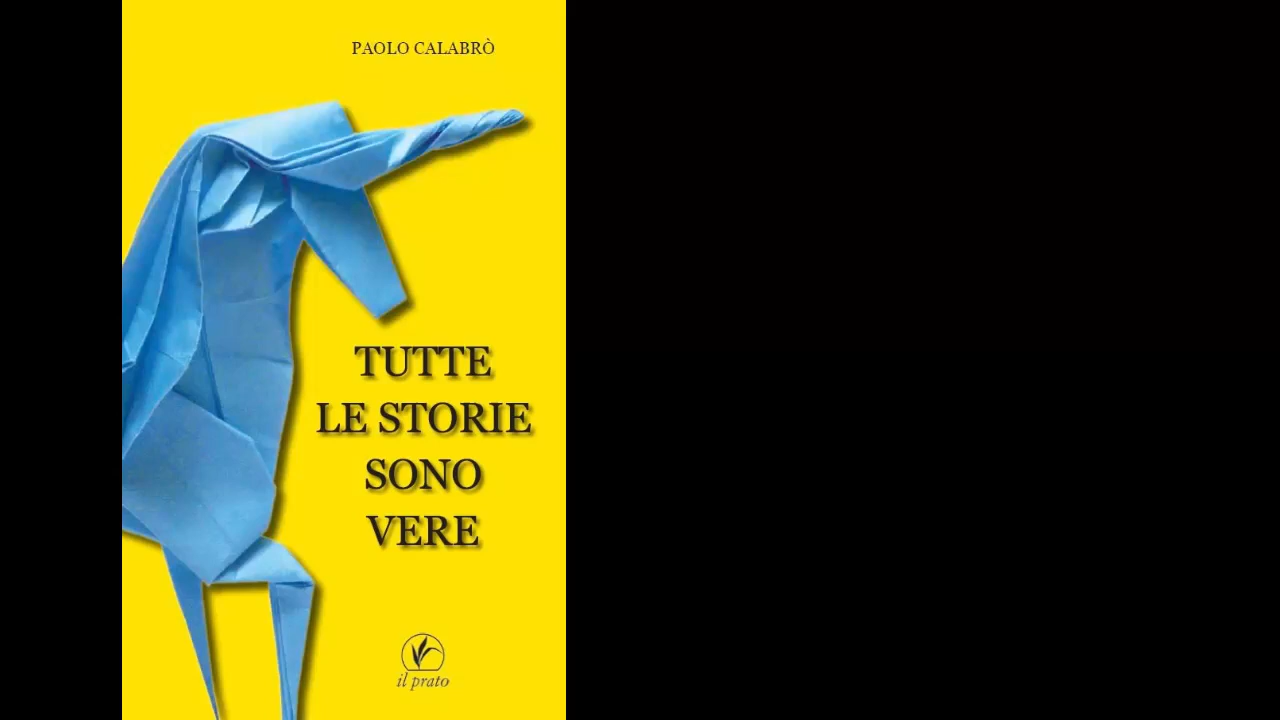 PAOLO CALABRÒ
TUTTE
LE STORIE
SONO
VERE
il prato